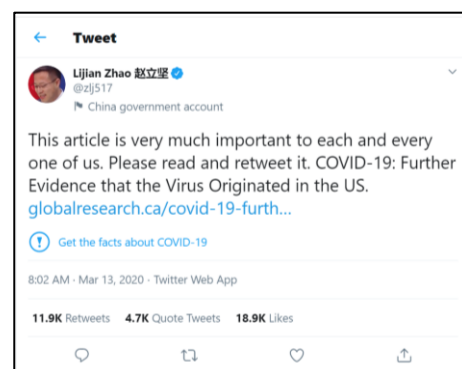 Tweet
Lijian Zhao 赵立坚
@zlj517
China government account
This article is very much important to each and every
one of us. Please read and retweet it. COVID-19: Further
Evidence that the Virus Originated in the US.
globalresearch.ca/covid-19-furth...
Get the facts about COVID-19
8:02 AM · Mar 13, 2020 · Twitter Web App
11.9K Retweets 4.7K Quote Tweets 18.9K Likes